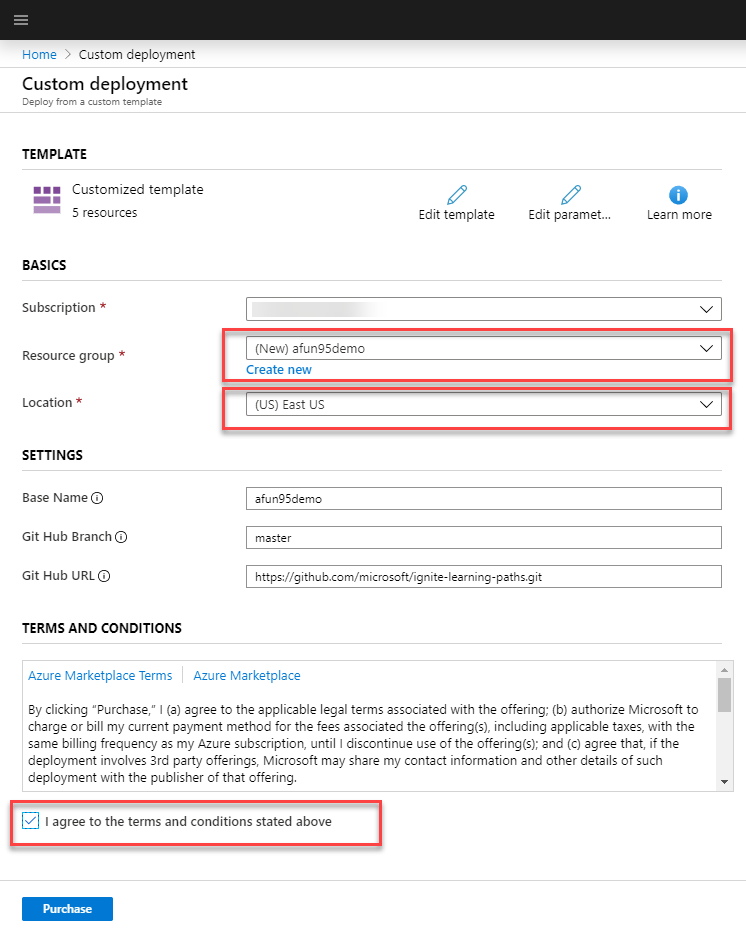 Home > Custom deployment
Custom deployment
Deploy from a custom template
TEMPLATE
Customized template
5 resources
Edit template
Edit paramet...
Learn more
BASICS
Subscription *
Resource group *
(New) afun95demo
Create new
Location *
(US) East US
SETTINGS
Base Name
afun95demo
Git Hub Branch
master
Git Hub URL
https://github.com/microsoft/ignite-learning-paths.git
TERMS AND CONDITIONS
Azure Marketplace Terms | Azure Marketplace
By clicking “Purchase,” I (a) agree to the applicable legal terms associated with the offering; (b) authorize Microsoft to
charge or bill my current payment method for the fees associated the offering(s), including applicable taxes, with the
same billing frequency as my Azure subscription, until I discontinue use of the offering(s); and (c) agree that, if the
deployment involves 3rd party offerings, Microsoft may share my contact information and other details of such
deployment with the publisher of that offering.
I agree to the terms and conditions stated above
Purchase